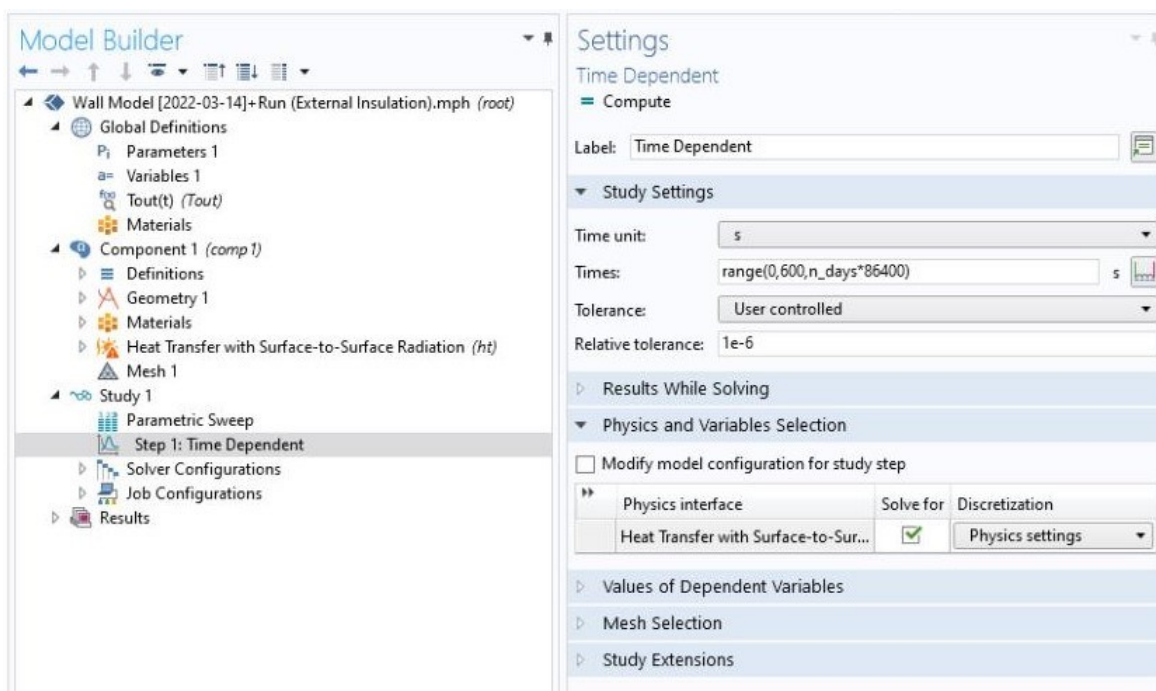 Model Builder
Wall Model [2022-03-14]+Run (External Insulation).mph (root)
Global Definitions
Pi Parameters 1
a= Variables 1
Tout(t) (Tout)
Materials
Component 1 (comp1)
Definitions
Geometry 1
Materials
Heat Transfer with Surface-to-Surface Radiation (ht)
Mesh 1
Study 1
Parametric Sweep
Step 1: Time Dependent
Solver Configurations
Job Configurations
Results
Settings
Time Dependent
= Compute
Label: Time Dependent
Study Settings
Time unit: s
Times: range(0,600,n_days*86400) s
Tolerance: User controlled
Relative tolerance: 1e-6
Results While Solving
Physics and Variables Selection
Modify model configuration for study step
Physics interface Solve for Discretization
Heat Transfer with Surface-to-Sur... Physics settings
Values of Dependent Variables
Mesh Selection
Study Extensions